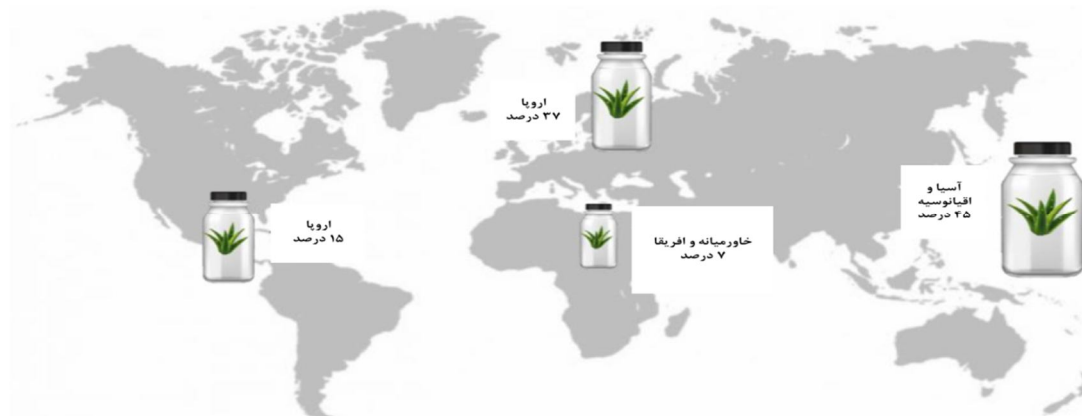 اروپا
۳۷ درصد
آسیا و
اقیانوسیه
۴۵ درصد
اروپا
۱۵ درصد
خاورمیانه و افریقا
۷ درصد